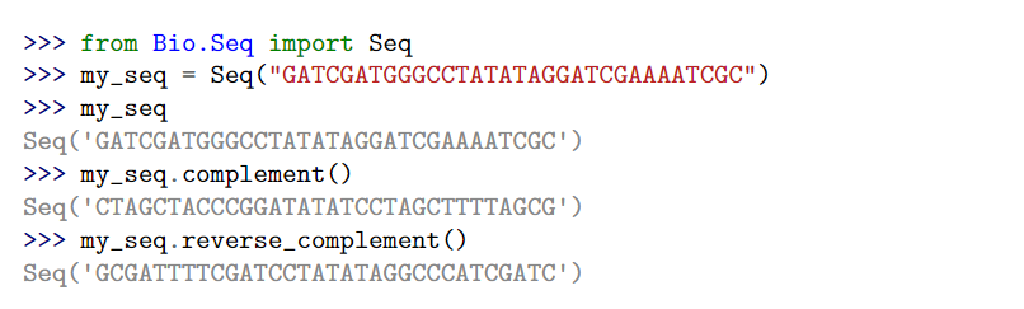 >>> from Bio.Seq import Seq
>>> my_seq = Seq("GATCGATGGGCCTATATAGGATCGAAAATCGC")
>>> my_seq
Seq('GATCGATGGGCCTATATAGGATCGAAAATCGC')
>>> my_seq.complement()
Seq('CTAGCTACCCGGATATATCCTAGCTTTTAGCG')
>>> my_seq.reverse_complement()
Seq('GCGATTTTCGATCCTATATAGGCCCATCGATC')